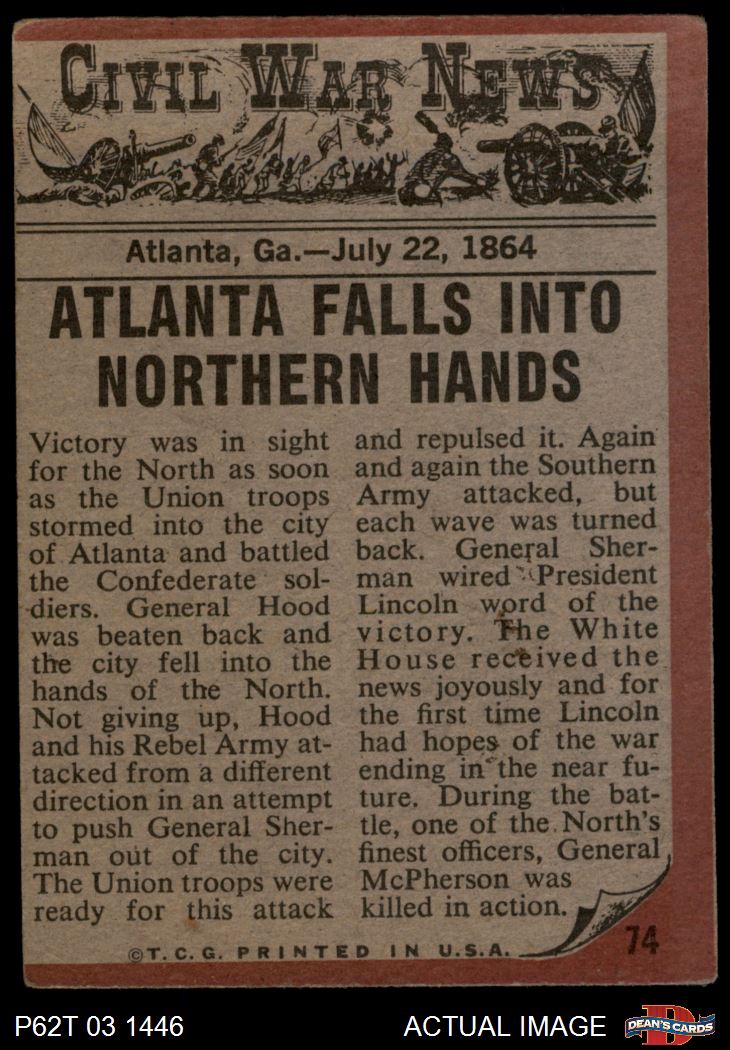 CIVIL WAR NEWS
Atlanta, Ga.—July 22, 1864
ATLANTA FALLS INTO
NORTHERN HANDS
Victory was in sight
for the North as soon
as the Union troops
stormed into the city
of Atlanta and battled
the Confederate sol-
diers. General Hood
was beaten back and
the city fell into the
hands of the North.
Not giving up, Hood
and his Rebel Army at-
tacked from a different
direction in an attempt
to push General Sher-
man out of the city.
The Union troops were
ready for this attack
and repulsed it. Again
and again the Southern
Army attacked, but
each wave was turned
back. General Sher-
man wired President
Lincoln word of the
victory. The White
House received the
news joyously and for
the first time Lincoln
had hopes of the war
ending in the near fu-
ture. During the bat-
tle, one of the North's
finest officers, General
McPherson was
killed in action.
©T.C.G. PRINTED IN U.S.A.
74
P62T 03 1446
ACTUAL IMAGE
D
DEAN'S CARDS